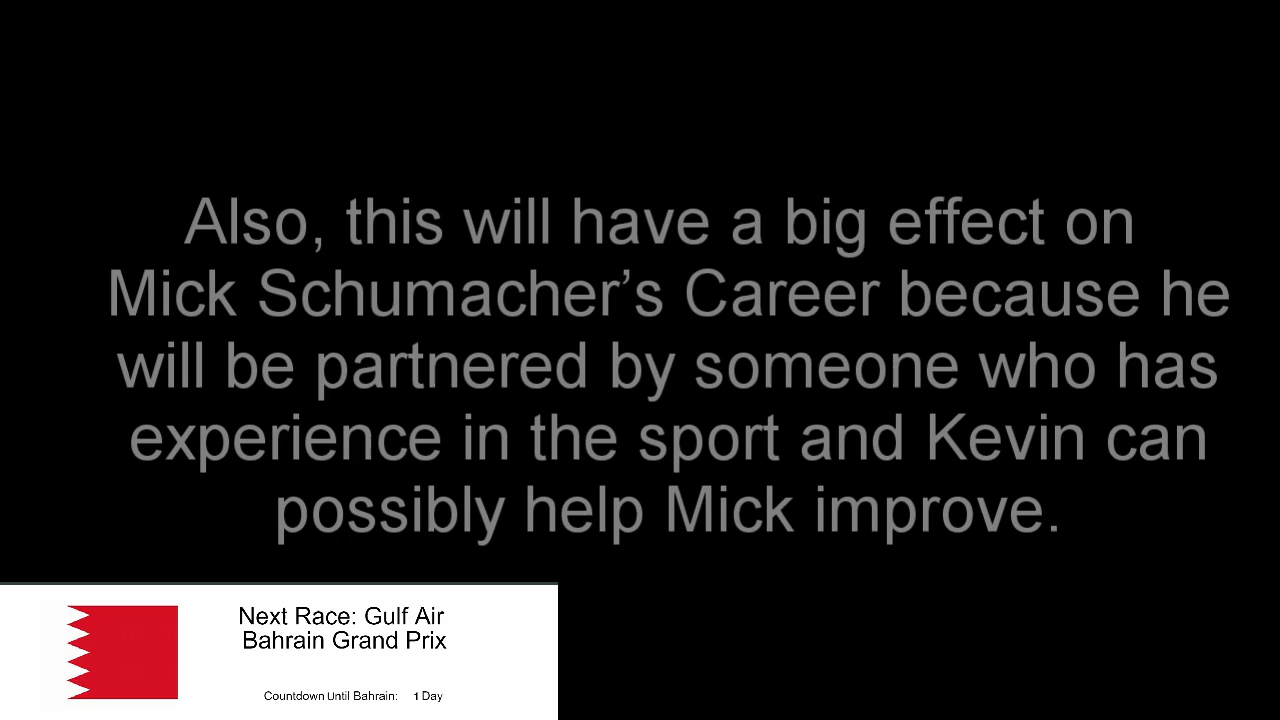 Also, this will have a big effect on
Mick Schumacher’s Career because he
will be partnered by someone who has
experience in the sport and Kevin can
possibly help Mick improve.
Next Race: Gulf Air
Bahrain Grand Prix
Countdown Until Bahrain: 1 Day